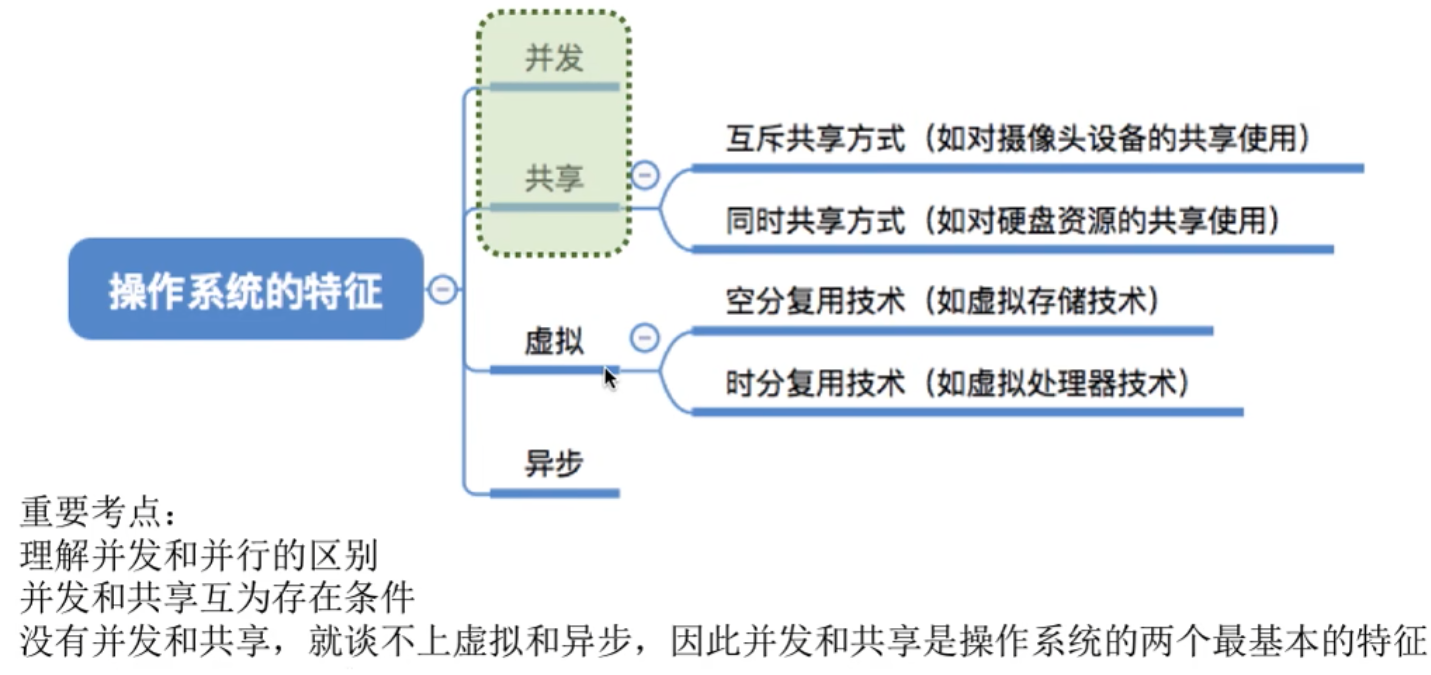 并发
共享
互斥共享方式（如对摄像头设备的共享使用）
同时共享方式（如对硬盘资源的共享使用）
操作系统的特征
虚拟
空分复用技术（如虚拟存储技术）
时分复用技术（如虚拟处理器技术）
异步
重要考点：
理解并发和并行的区别
并发和共享互为存在条件
没有并发和共享，就谈不上虚拟和异步，因此并发和共享是操作系统的两个最基本的特征